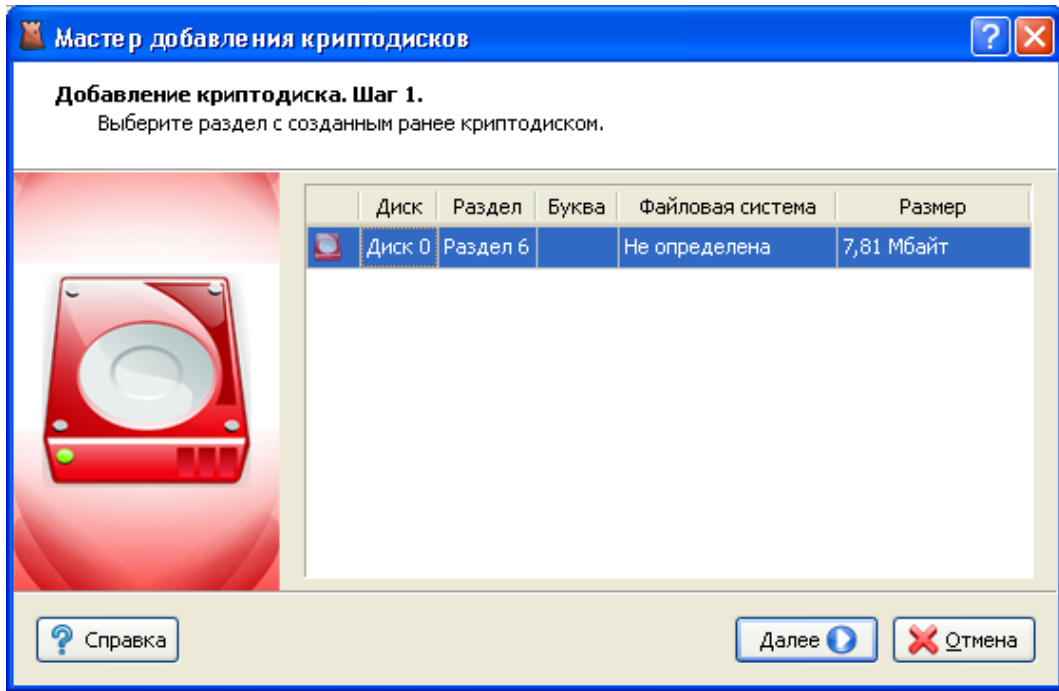 Мастер добавления криптодисков
Добавление криптодиска. Шаг 1.
Выберите раздел с созданным ранее криптодиском.
Диск Раздел Буква Файловая система Размер
Диск 0 Раздел 6 Не определена 7,81 Мбайт
Справка Далее Отмена